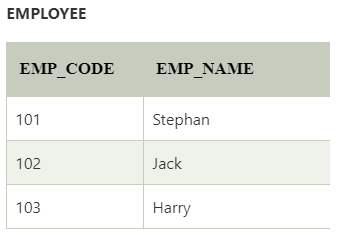 EMPLOYEE
EMP_CODE EMP_NAME
101 Stephan
102 Jack
103 Harry